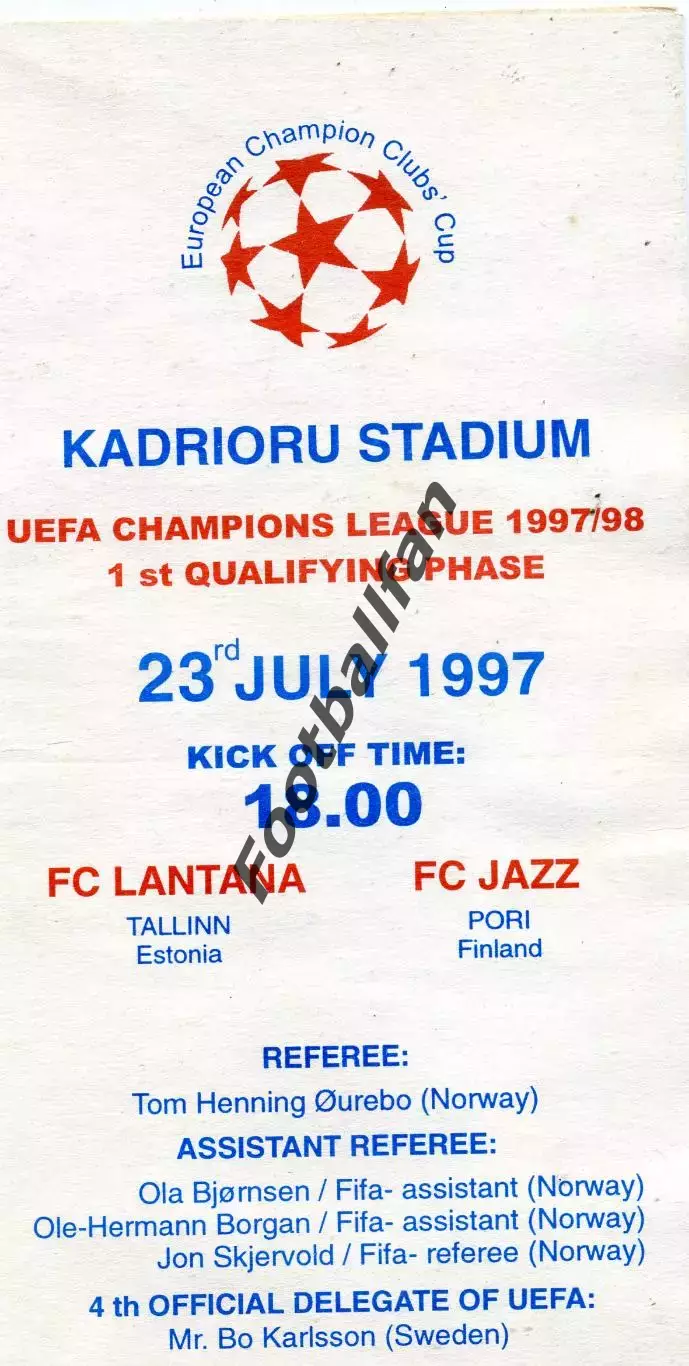 European Champion Clubs' Cup
KADRIORU STADIUM
UEFA CHAMPIONS LEAGUE 1997/98
1 st QUALIFYING PHASE
23rd JULY 1997
KICK OFF TIME:
18.00
Footballfan
FC LANTANA FC JAZZ
TALLINN PORI
Estonia Finland
REFEREE:
Tom Henning Øurebo (Norway)
ASSISTANT REFEREE:
Ola Bjørnsen / Fifa- assistant (Norway)
Ole-Hermann Borgan / Fifa- assistant (Norway)
Jon Skjervold / Fifa- referee (Norway)
4 th OFFICIAL DELEGATE OF UEFA:
Mr. Bo Karlsson (Sweden)